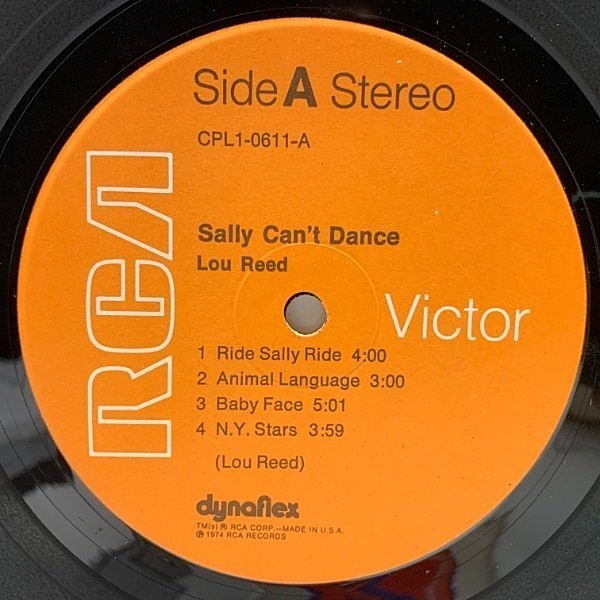 Side A Stereo
CPL1-0611-A
RCA
Sally Can't Dance
Lou Reed
Victor
1 Ride Sally Ride 4:00
2 Animal Language 3:00
3 Baby Face 5:01
4 N.Y. Stars 3:59
(Lou Reed)
dynaflex
TM(s) ® RCA CORP.—MADE IN U.S.A.
℗ 1974 RCA RECORDS